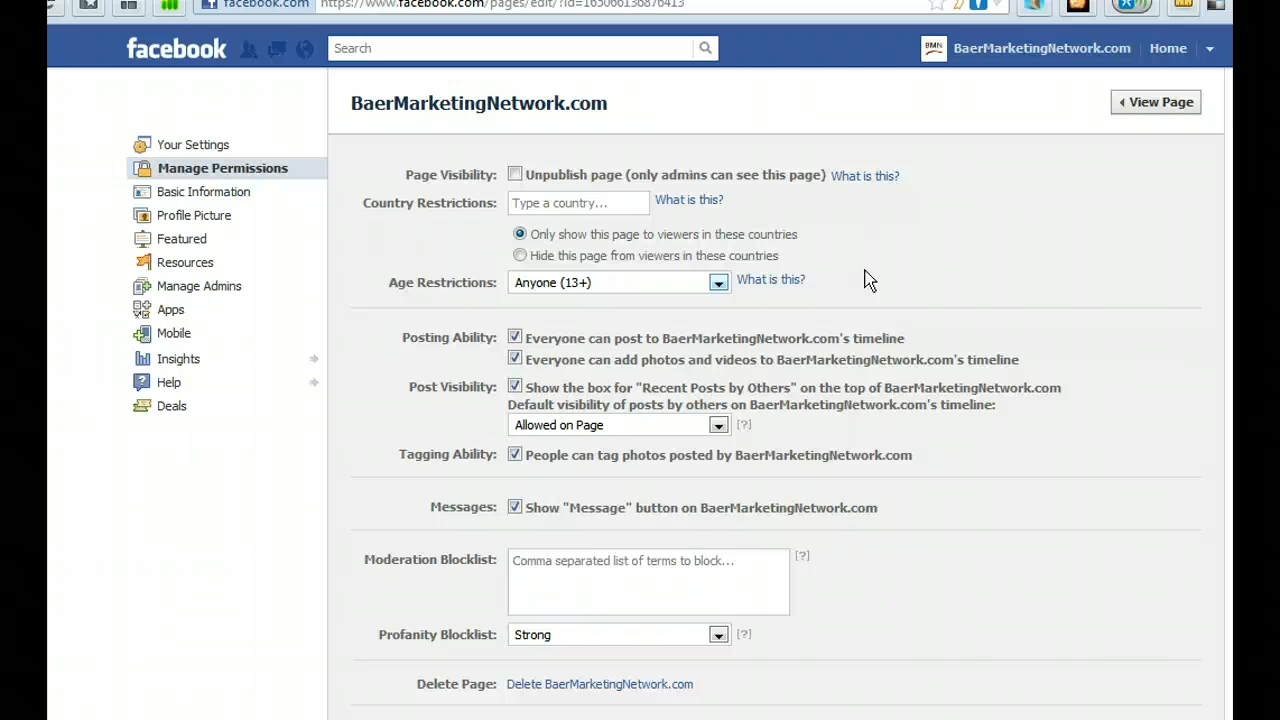 facebook.com https://www.facebook.com/pages/edit/?id=165066136876413
facebook Search BMN BaerMarketingNetwork.com Home
BaerMarketingNetwork.com View Page
Your Settings
Manage Permissions
Basic Information
Profile Picture
Featured
Resources
Manage Admins
Apps
Mobile
Insights
Help
Deals
Page Visibility: Unpublish page (only admins can see this page) What is this?
Country Restrictions: Type a country... What is this?
Only show this page to viewers in these countries
Hide this page from viewers in these countries
Age Restrictions: Anyone (13+) What is this?
Posting Ability: Everyone can post to BaerMarketingNetwork.com's timeline
Everyone can add photos and videos to BaerMarketingNetwork.com's timeline
Post Visibility: Show the box for "Recent Posts by Others" on the top of BaerMarketingNetwork.com
Default visibility of posts by others on BaerMarketingNetwork.com's timeline:
Allowed on Page [?]
Tagging Ability: People can tag photos posted by BaerMarketingNetwork.com
Messages: Show "Message" button on BaerMarketingNetwork.com
Moderation Blocklist: Comma separated list of terms to block... [?]
Profanity Blocklist: Strong [?]
Delete Page: Delete BaerMarketingNetwork.com